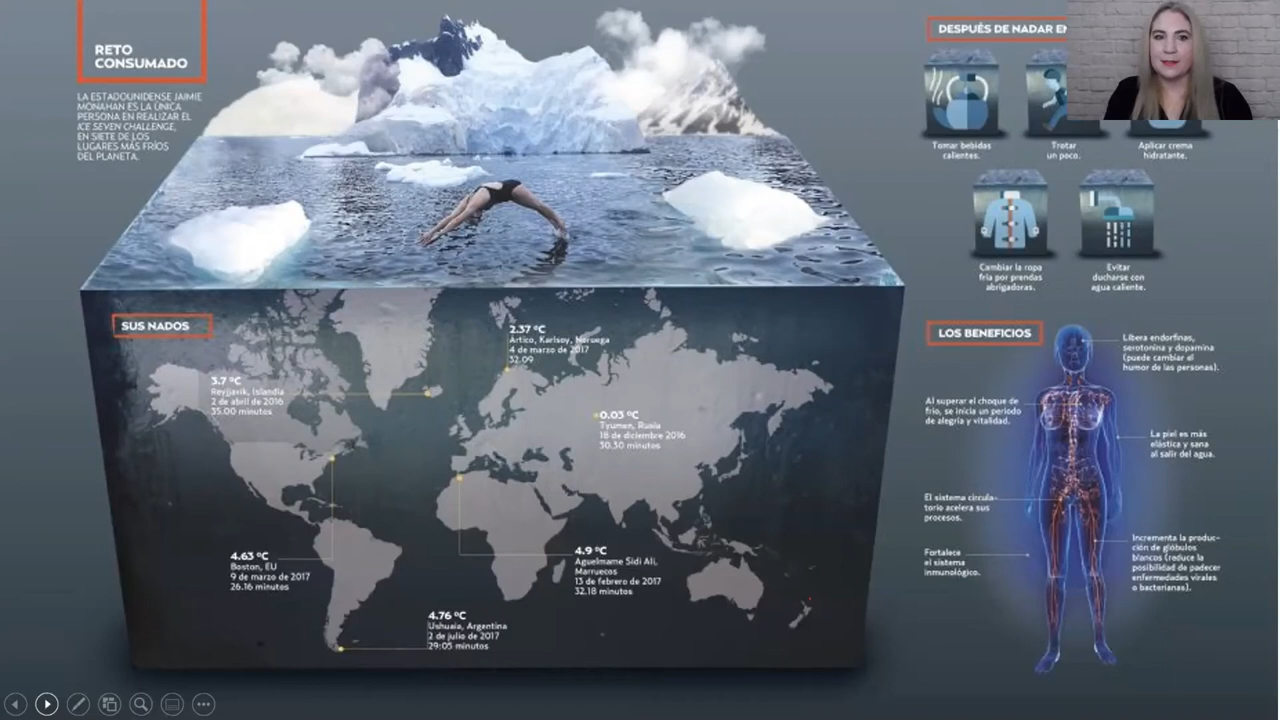 RETO
CONSUMADO
LA ESTADOUNIDENSE JAIMIE
MONAHAN ES LA ÚNICA
PERSONA EN REALIZAR EL
ICE SEVEN CHALLENGE,
EN SIETE DE LOS
LUGARES MÁS FRÍOS
DEL PLANETA.
SUS NADOS
2.37 ºC
Ártico, Karlsoy, Noruega
4 de marzo de 2017
32.09
3.7 ºC
Reyjiavik, Islandia
2 de abril de 2016
35.00 minutos
0.03 ºC
Tyumen, Rusia
18 de diciembre 2016
30.30 minutos
4.63 ºC
Boston, EU
9 de marzo de 2017
26.16 minutos
4.9 ºC
Aguelmame Sidi Ali,
Marruecos
13 de febrero de 2017
32.18 minutos
4.76 ºC
Ushuaia, Argentina
2 de julio de 2017
29:05 minutos
DESPUÉS DE NADAR EN
Tomar bebidas
calientes.
Trotar
un poco.
Aplicar crema
hidratante.
Cambiar la ropa
fría por prendas
abrigadoras.
Evitar
ducharse con
agua caliente.
LOS BENEFICIOS
Libera endorfinas,
serotonina y dopamina
(puede cambiar el
humor de las personas).
Al superar el choque de
frío, se inicia un periodo
de alegría y vitalidad.
La piel es más
elástica y sana
al salir del agua.
El sistema circula-
torio acelera sus
procesos.
Fortalece
el sistema
inmunológico.
Incrementa la produc-
ción de glóbulos
blancos (reduce la
posibilidad de padecer
enfermedades virales
o bacterianas).